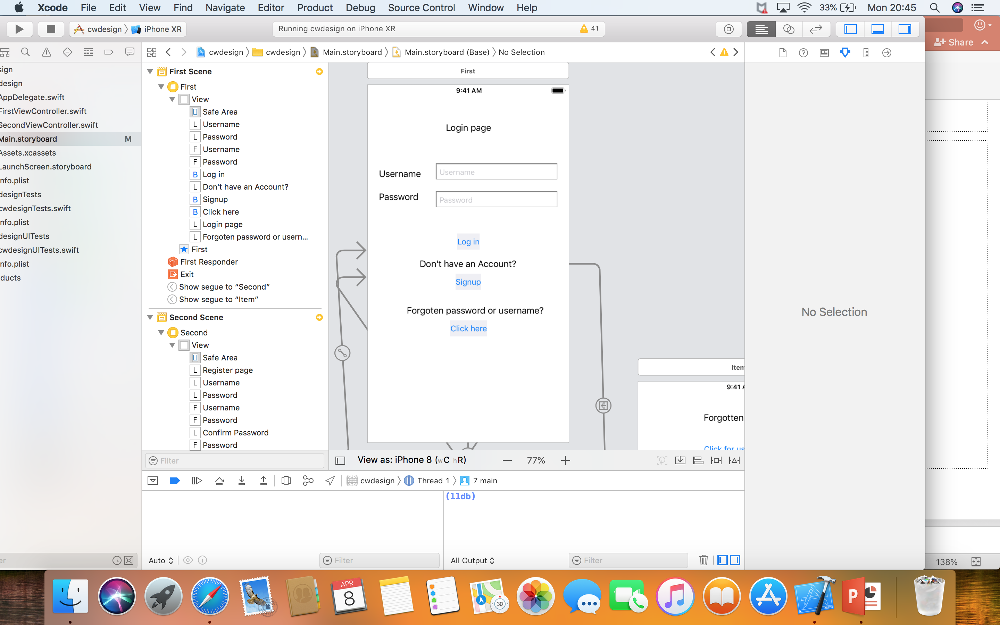 Xcode File Edit View Find Navigate Editor Product Debug Source Control Window Help 33% Mon 20:45
cwdesign iPhone XR Running cwdesign on iPhone XR 41
Share
cwdesign cwdesign Main.storyboard Main.storyboard (Base) No Selection
sign
design
AppDelegate.swift
FirstViewController.swift
SecondViewController.swift
Main.storyboard M
Assets.xcassets
LaunchScreen.storyboard
nfo.plist
designTests
cwdesignTests.swift
nfo.plist
designUITests
cwdesignUITests.swift
nfo.plist
ducts
er
First Scene
First
View
Safe Area
L Username
L Password
F Username
F Password
B Log in
L Don't have an Account?
B Signup
B Click here
L Login page
L Forgoten password or usern...
First
First Responder
Exit
Show segue to “Second”
Show segue to “Item”
Second Scene
Second
View
Safe Area
L Register page
L Username
L Password
F Username
F Password
L Confirm Password
F Password
Filter
First
9:41 AM
Login page
Username Username
Password Password
Log in
Don't have an Account?
Signup
Forgoten password or username?
Click here
Item
9:41 A
Forgotten
Click for us
No Selection
View as: iPhone 8 (wC hR) 77%
cwdesign Thread 1 7 main
(lldb)
Auto Filter All Output Filter
138%
APR
8
3D
P